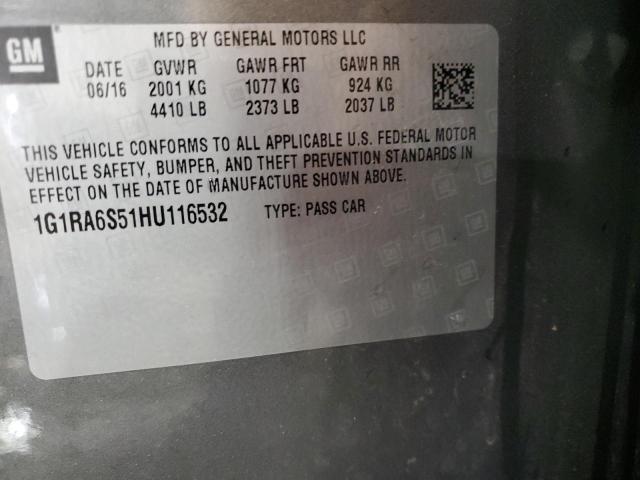 GM
MFD BY GENERAL MOTORS LLC
DATE GVWR GAWR FRT GAWR RR
06/16 2001 KG 1077 KG 924 KG
4410 LB 2373 LB 2037 LB
THIS VEHICLE CONFORMS TO ALL APPLICABLE U.S. FEDERAL MOTOR
VEHICLE SAFETY, BUMPER, AND THEFT PREVENTION STANDARDS IN
EFFECT ON THE DATE OF MANUFACTURE SHOWN ABOVE.
1G1RA6S51HU116532 TYPE: PASS CAR